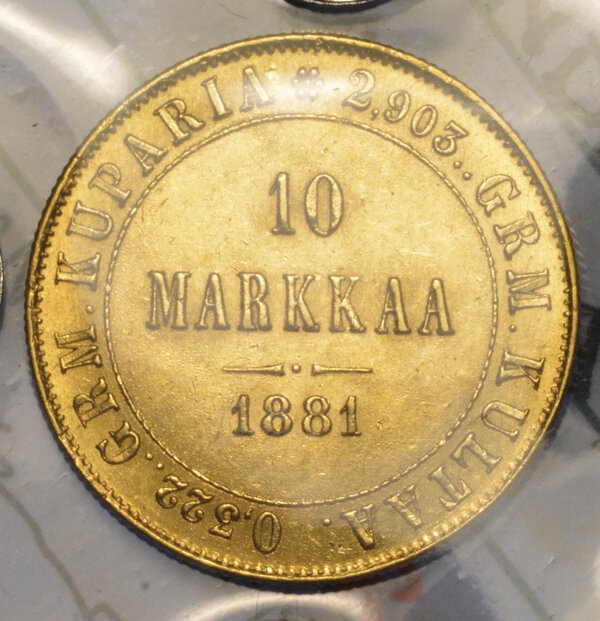 10
MARKKAA
1881
2,903..GRM.KULTAA.
0,322..GRM.KUPARIA